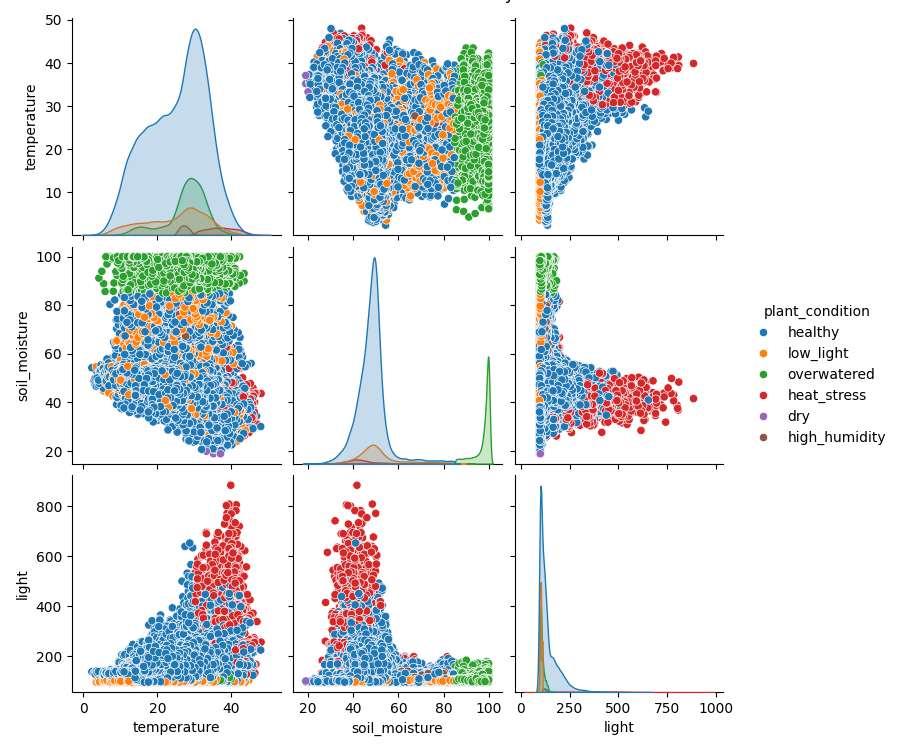 50
40
30
20
10
temperature
100
80
60
40
20
soil_moisture
plant_condition
healthy
low_light
overwatered
heat_stress
dry
high_humidity
800
600
400
200
light
0 20 40
temperature
20 40 60 80 100
soil_moisture
0 250 500 750 1000
light